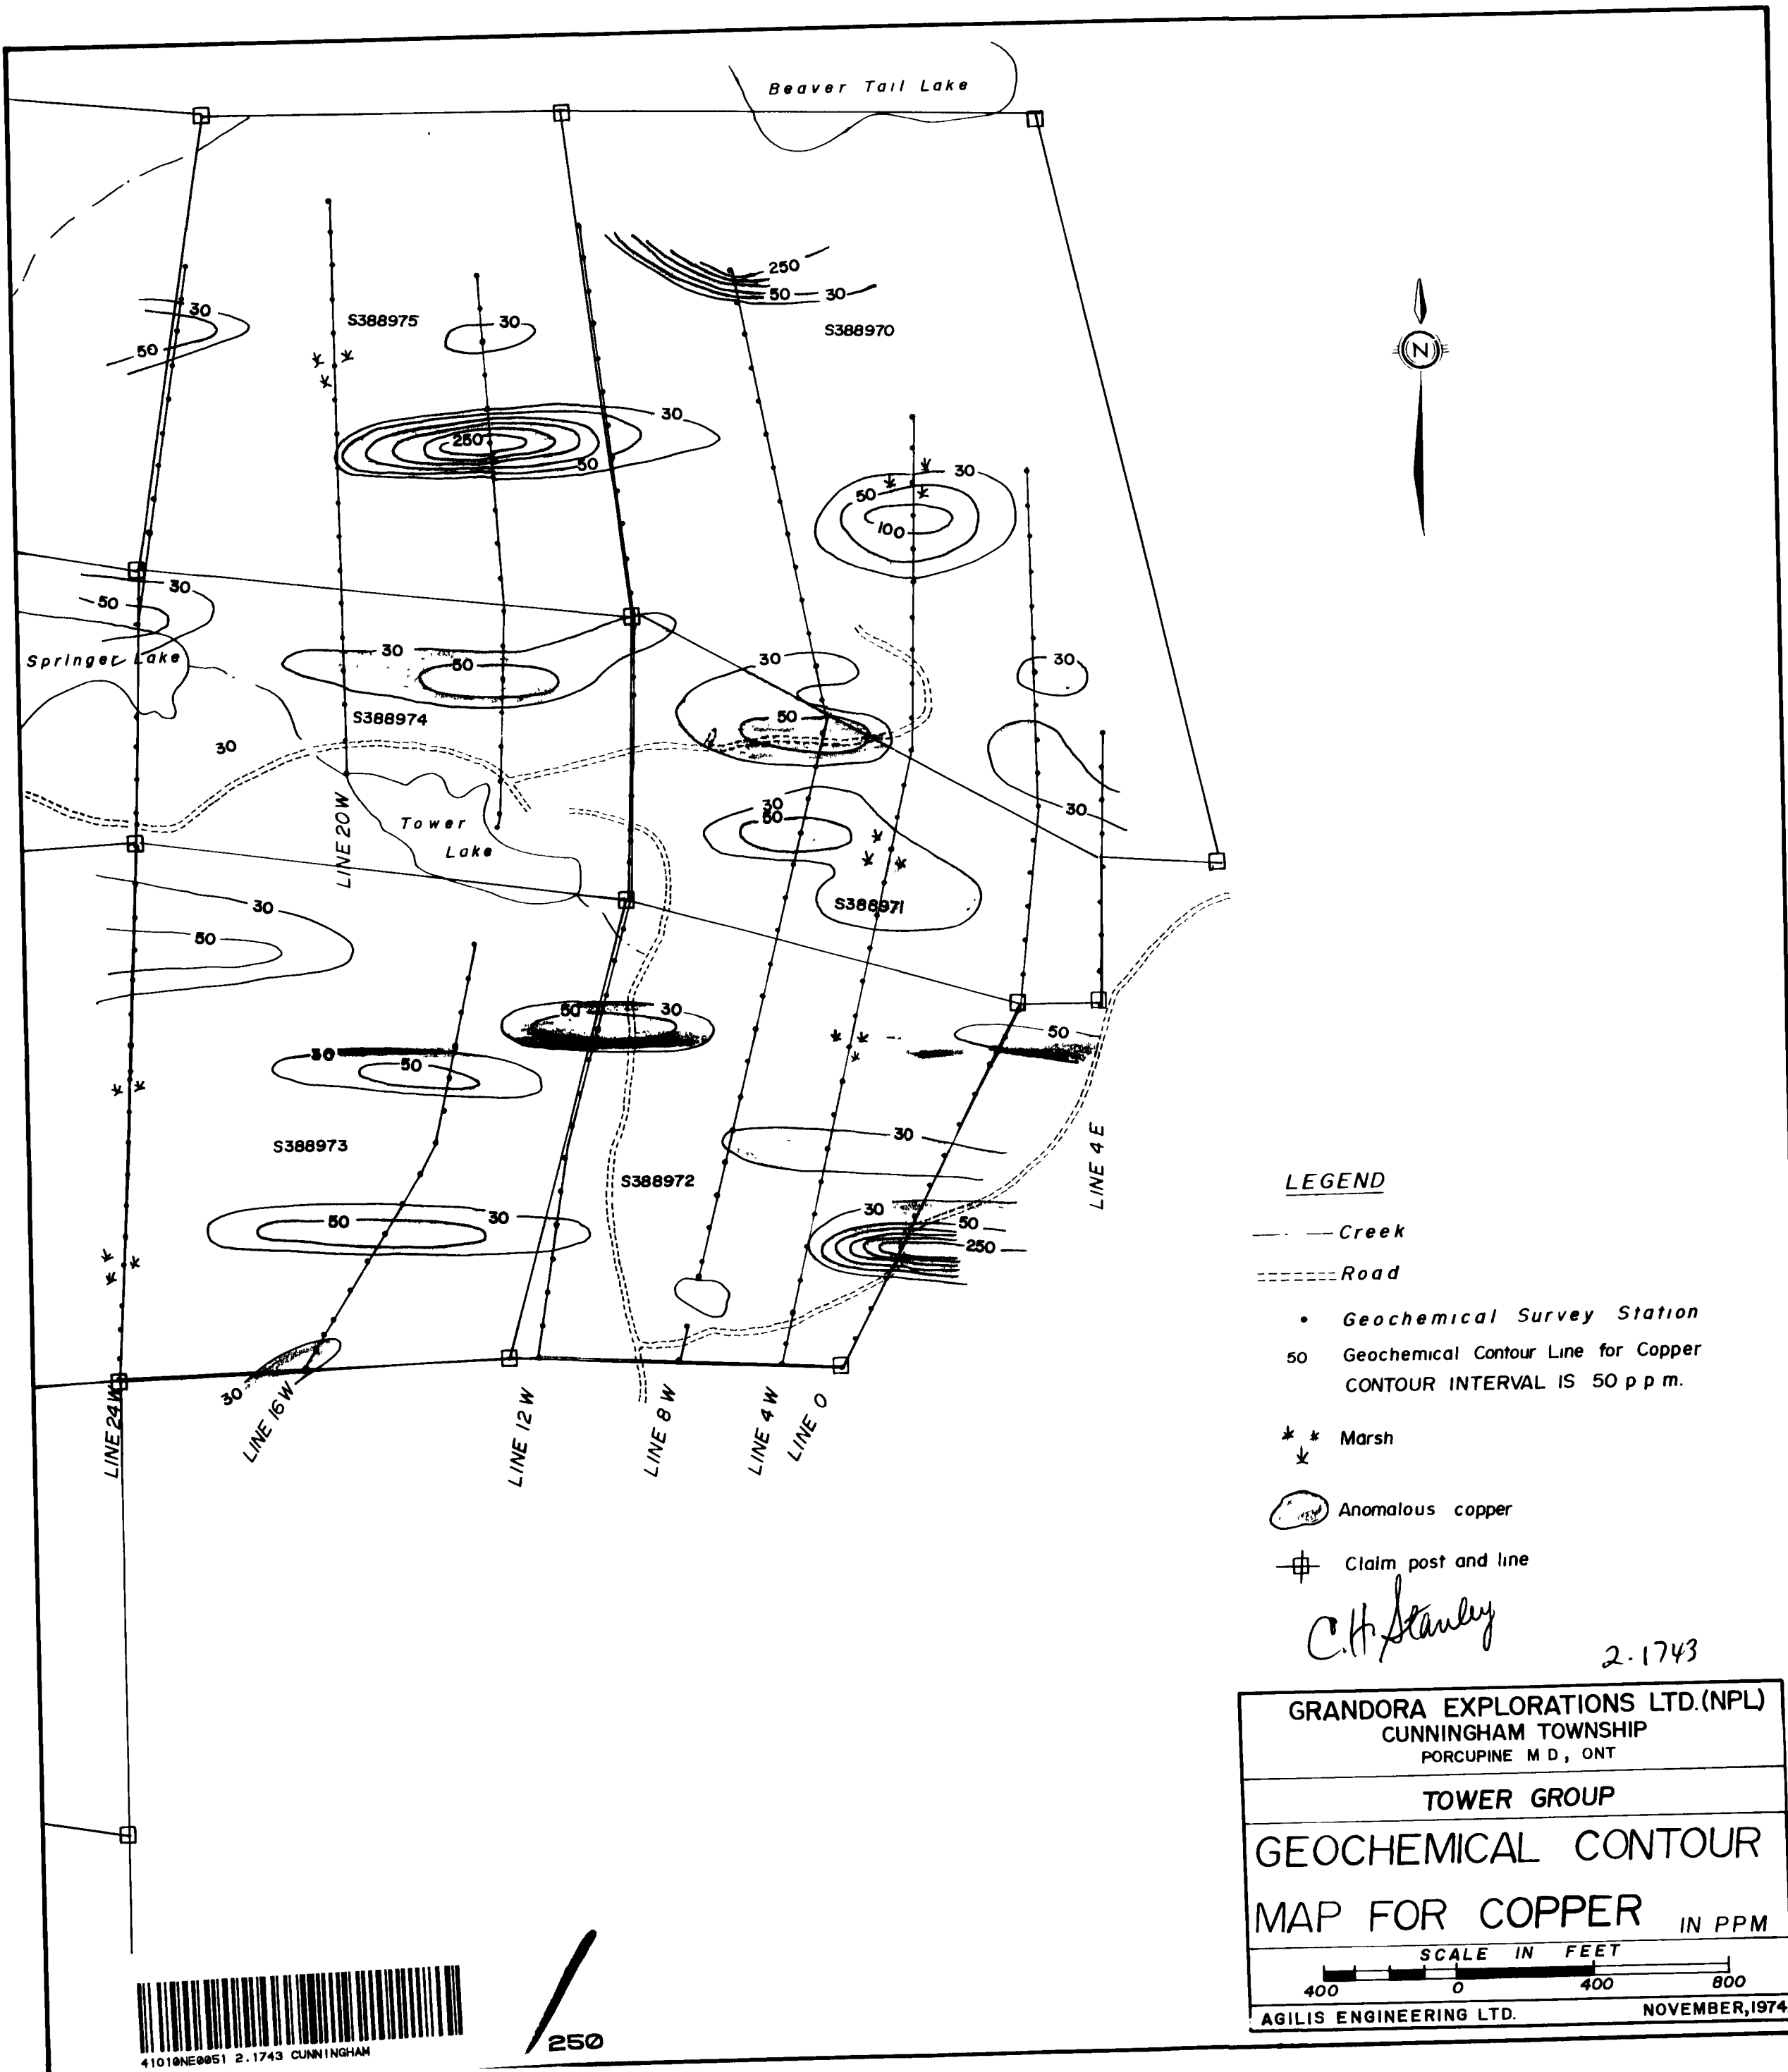 Beaver Tail Lake
250
50 30
30
50
S388975
30
S388970
30
250
50
30
50
100
30
50
Springer Lake
30
50
S388974
30
30
50
30
30
LINE 20W
Tower
Lake
30
50
S388971
30
50
50 30
30
50
50
S388973
S388972
30
LINE 4E
50
30
30
50
250
30
LINE 24W
LINE 16W
LINE 12W
LINE 8W
LINE 4W
LINE 0
N
LEGEND
Creek
Road
Geochemical Survey Station
50 Geochemical Contour Line for Copper
CONTOUR INTERVAL IS 50 p p m.
Marsh
Anomalous copper
Claim post and line
C.H. Stanley
2.1743
GRANDORA EXPLORATIONS LTD.(NPL)
CUNNINGHAM TOWNSHIP
PORCUPINE M D, ONT
TOWER GROUP
GEOCHEMICAL CONTOUR
MAP FOR COPPER IN PPM
SCALE IN FEET
400 0 400 800
AGILIS ENGINEERING LTD. NOVEMBER,1974
41010NE0051 2.1743 CUNNINGHAM
250